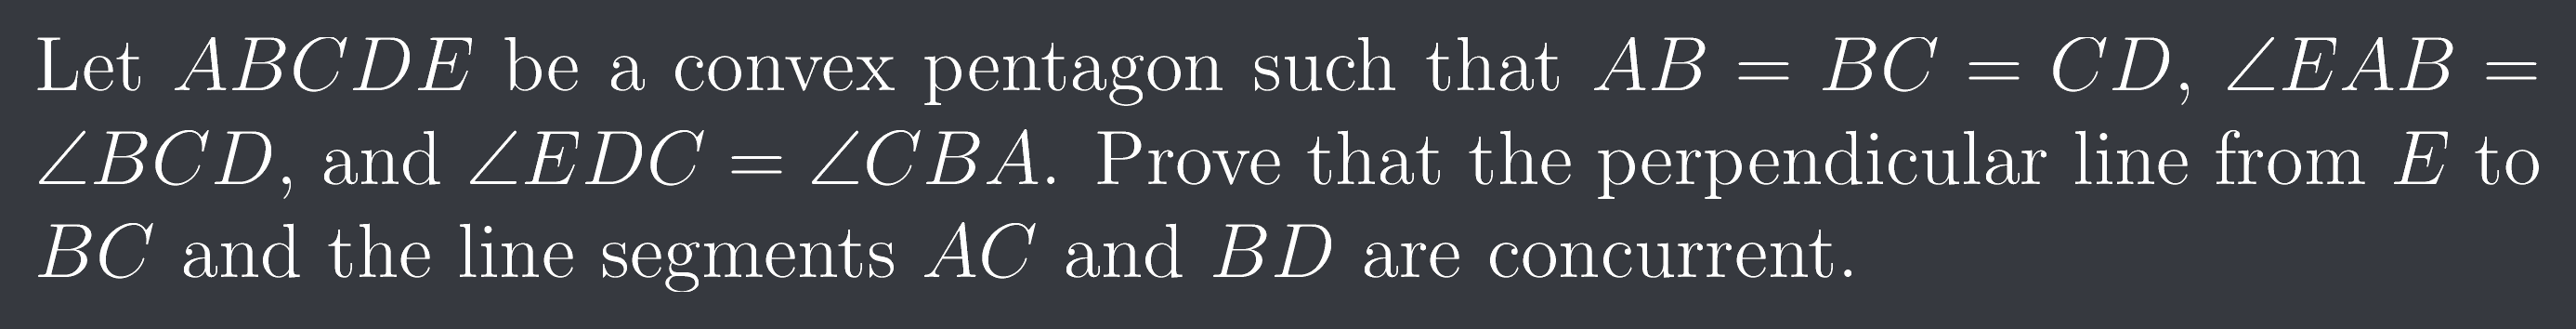 Let ABCDE be a convex pentagon such that AB = BC = CD, ∠EAB =
∠BCD, and ∠EDC = ∠CBA. Prove that the perpendicular line from E to
BC and the line segments AC and BD are concurrent.